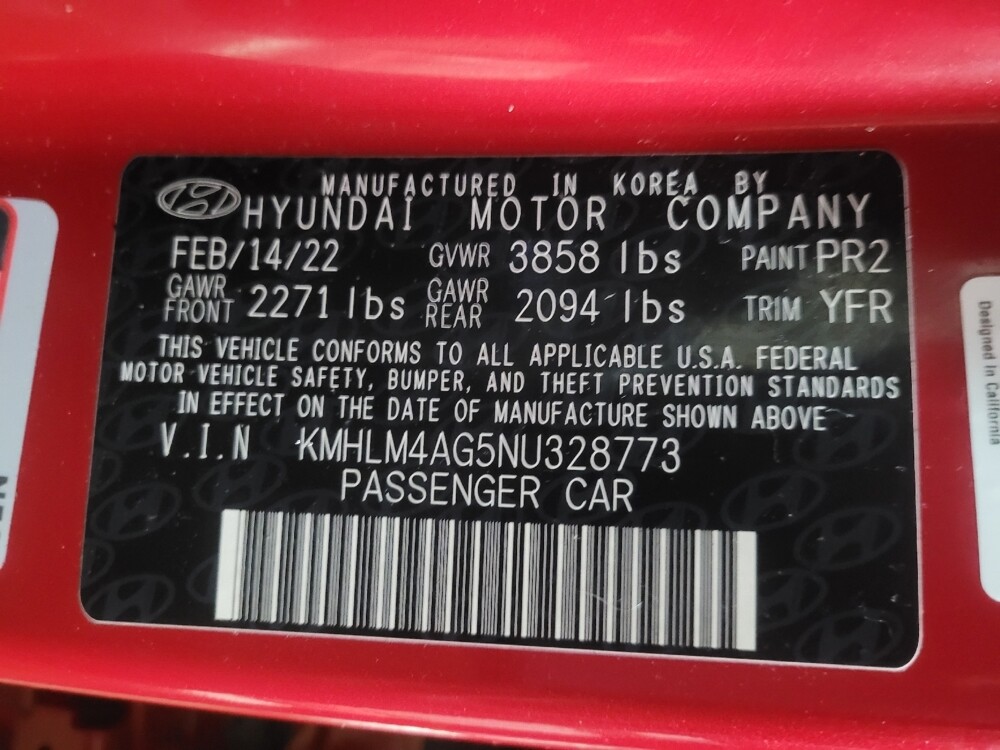 MANUFACTURED IN KOREA BY
HYUNDAI MOTOR COMPANY
FEB/14/22 GVWR 3858 lbs PAINT PR2
GAWR FRONT 2271 lbs GAWR REAR 2094 lbs TRIM YFR
THIS VEHICLE CONFORMS TO ALL APPLICABLE U.S.A. FEDERAL
MOTOR VEHICLE SAFETY, BUMPER, AND THEFT PREVENTION STANDARDS
IN EFFECT ON THE DATE OF MANUFACTURE SHOWN ABOVE
V.I.N KMHLM4AG5NU328773
PASSENGER CAR
Designed in California